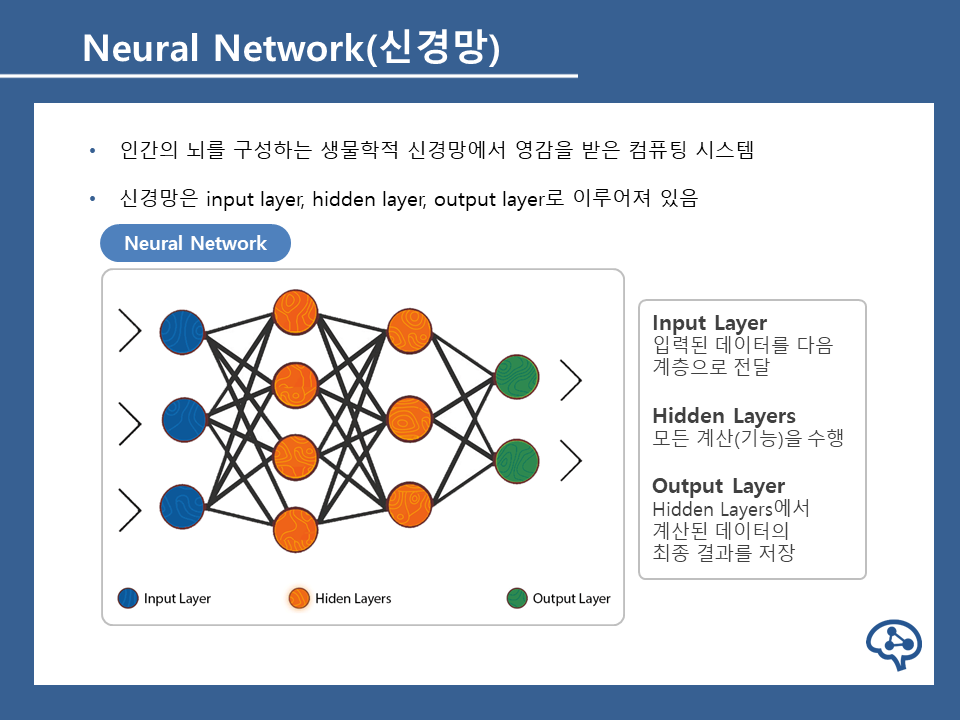 Neural Network(신경망)
• 인간의 뇌를 구성하는 생물학적 신경망에서 영감을 받은 컴퓨팅 시스템
• 신경망은 input layer, hidden layer, output layer로 이루어져 있음
Neural Network
Input Layer
입력된 데이터를 다음
계층으로 전달
Hidden Layers
모든 계산(기능)을 수행
Output Layer
Hidden Layers에서
계산된 데이터의
최종 결과를 저장
Input Layer
Hiden Layers
Output Layer